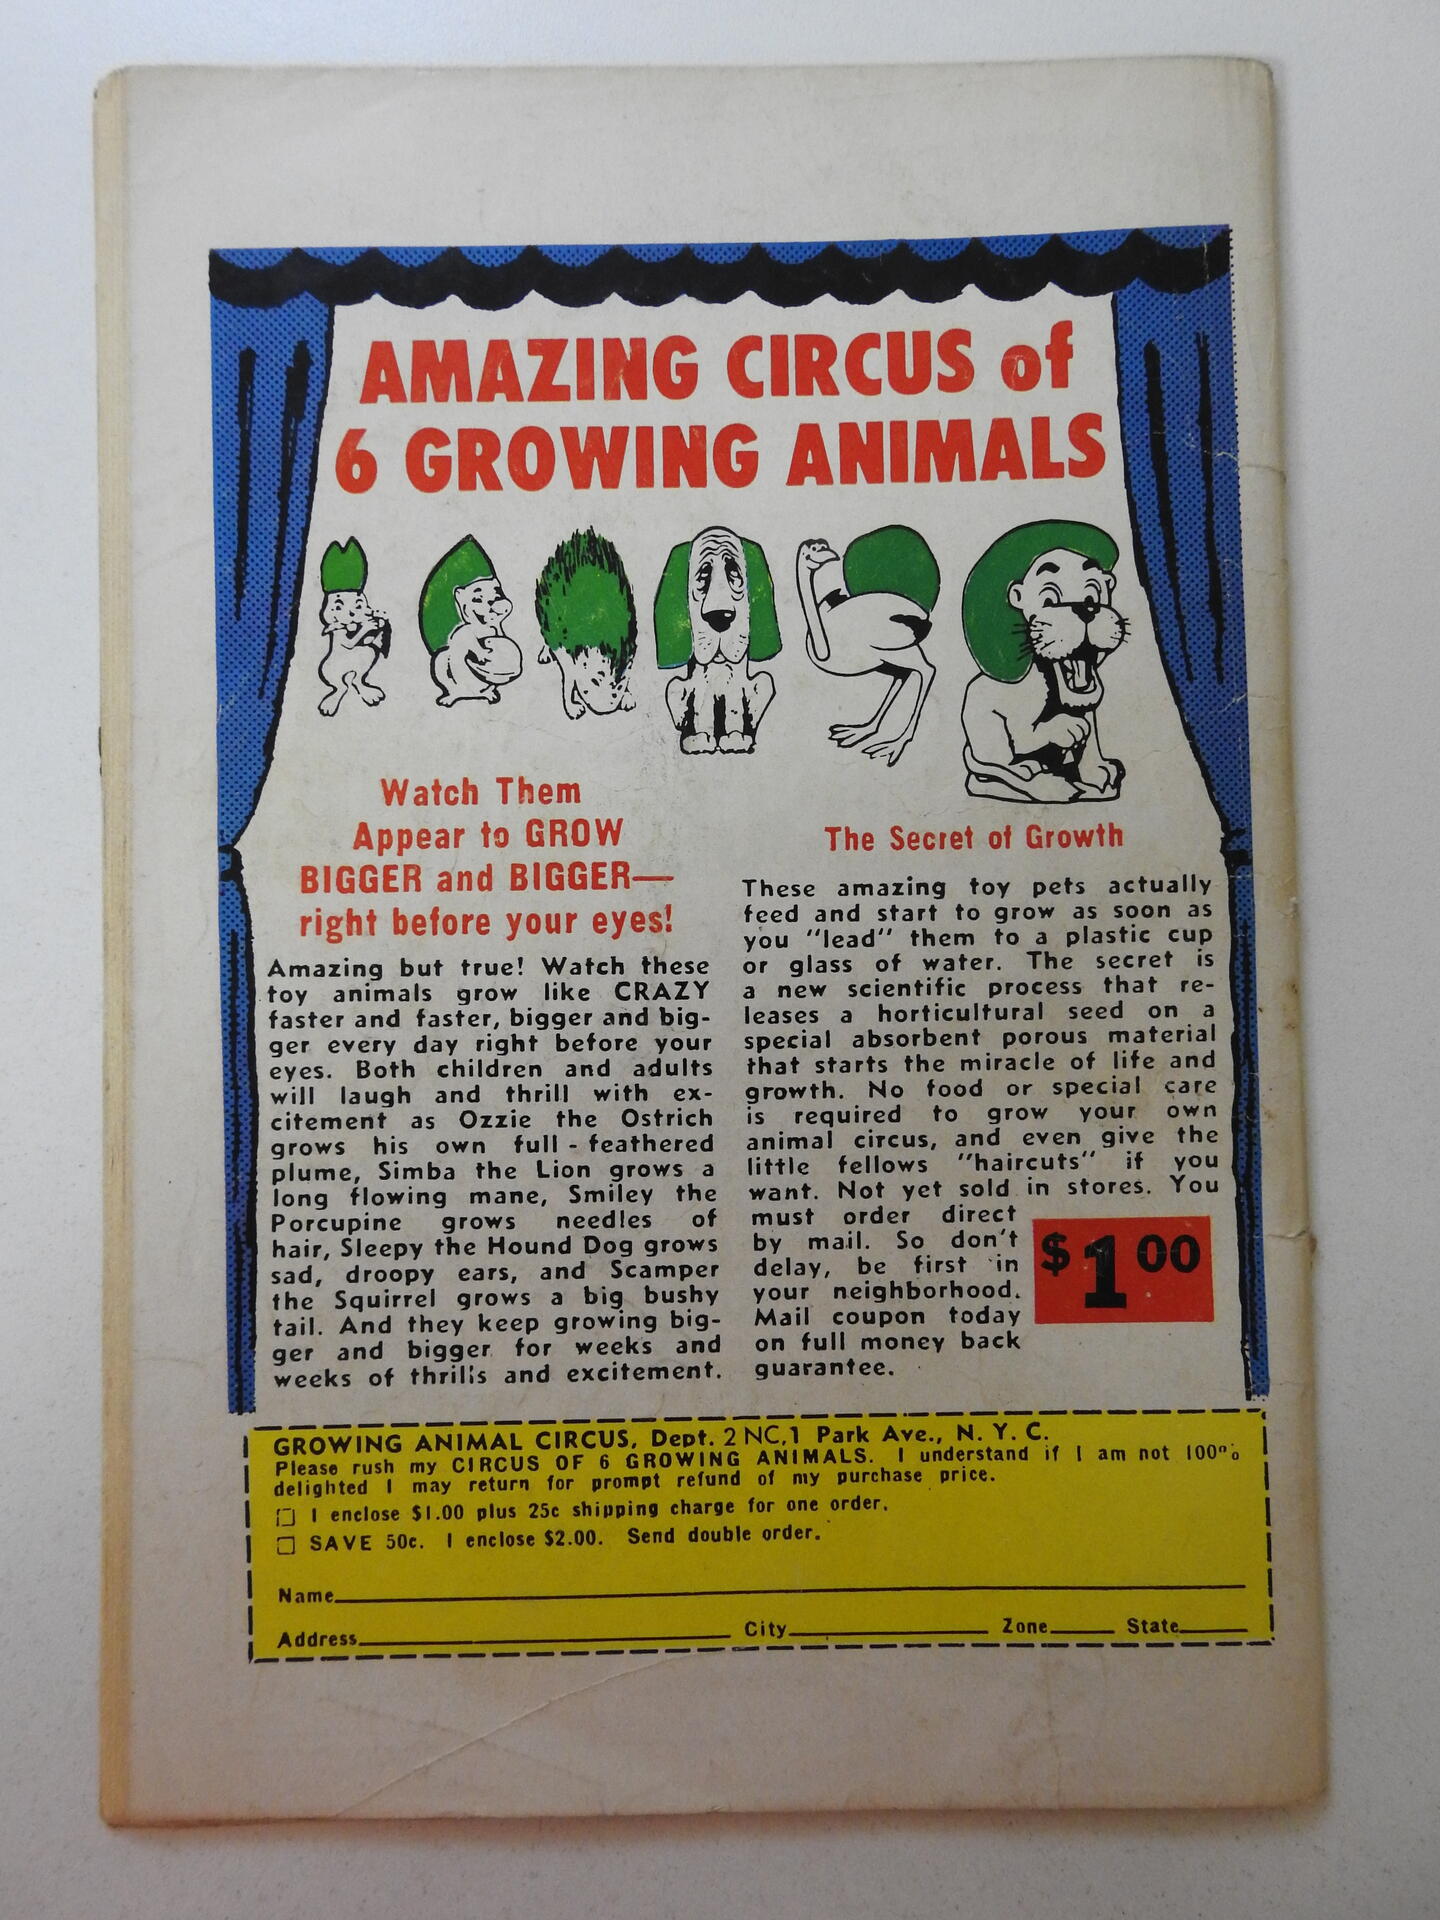 AMAZING CIRCUS of
6 GROWING ANIMALS
Watch Them
Appear to GROW
BIGGER and BIGGER—
right before your eyes!
Amazing but true! Watch these
toy animals grow like CRAZY
faster and faster, bigger and big-
ger every day right before your
eyes. Both children and adults
will laugh and thrill with ex-
citement as Ozzie the Ostrich
grows his own full - feathered
plume, Simba the Lion grows a
long flowing mane, Smiley the
Porcupine grows needles of
hair, Sleepy the Hound Dog grows
sad, droopy ears, and Scamper
the Squirrel grows a big bushy
tail. And they keep growing big-
ger and bigger for weeks and
weeks of thrills and excitement.
The Secret of Growth
These amazing toy pets actually
feed and start to grow as soon as
you "lead" them to a plastic cup
or glass of water. The secret is
a new scientific process that re-
leases a horticultural seed on a
special absorbent porous material
that starts the miracle of life and
growth. No food or special care
is required to grow your own
animal circus, and even give the
little fellows "haircuts" if you
want. Not yet sold in stores. You
must order direct
by mail. So don't
delay, be first in
your neighborhood.
Mail coupon today
on full money back
guarantee.
$1 00
GROWING ANIMAL CIRCUS, Dept. 2 NC,1 Park Ave., N. Y. C.
Please rush my CIRCUS OF 6 GROWING ANIMALS. I understand if I am not 100%
delighted I may return for prompt refund of my purchase price.
I enclose $1.00 plus 25c shipping charge for one order.
SAVE 50c. I enclose $2.00. Send double order.
Name
Address City Zone State